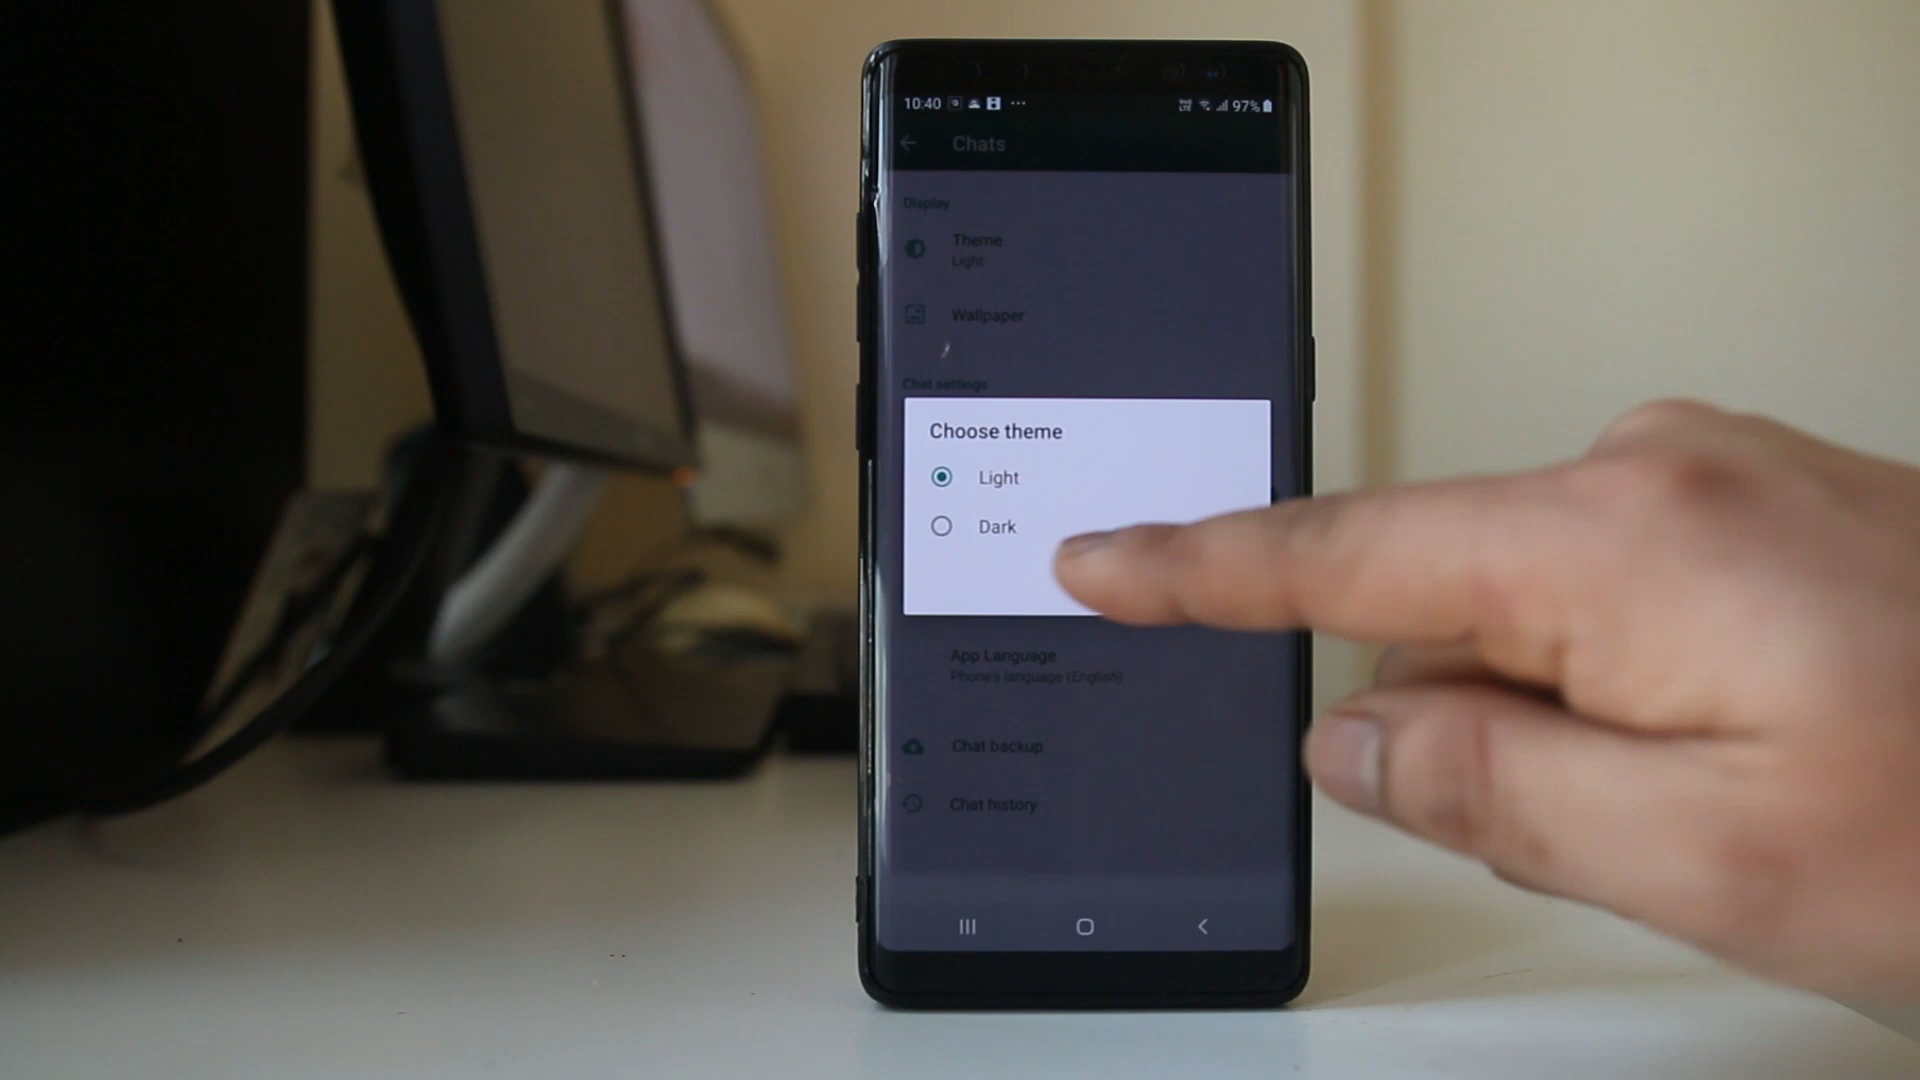 10:40 ... 97%
Chats
Display
Theme
Light
Wallpaper
Chat settings
Choose theme
Light
Dark
App Language
Phone's language (English)
Chat backup
Chat history